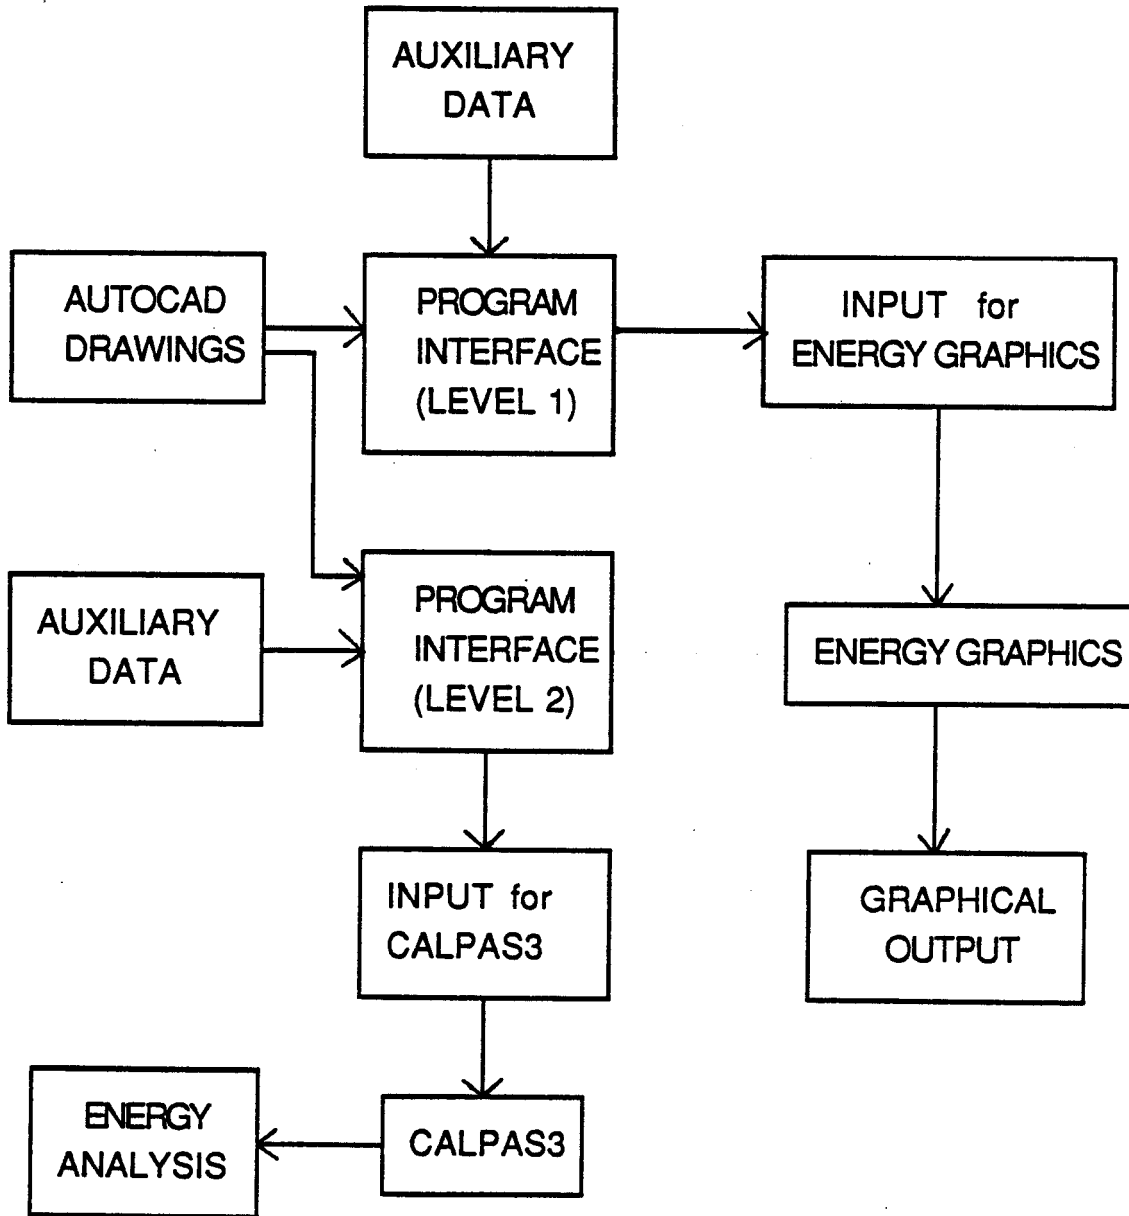 AUXILIARY
DATA
AUTOCAD
DRAWINGS
PROGRAM
INTERFACE
(LEVEL 1)
INPUT for
ENERGY GRAPHICS
AUXILIARY
DATA
PROGRAM
INTERFACE
(LEVEL 2)
ENERGY GRAPHICS
INPUT for
CALPAS3
GRAPHICAL
OUTPUT
ENERGY
ANALYSIS
CALPAS3